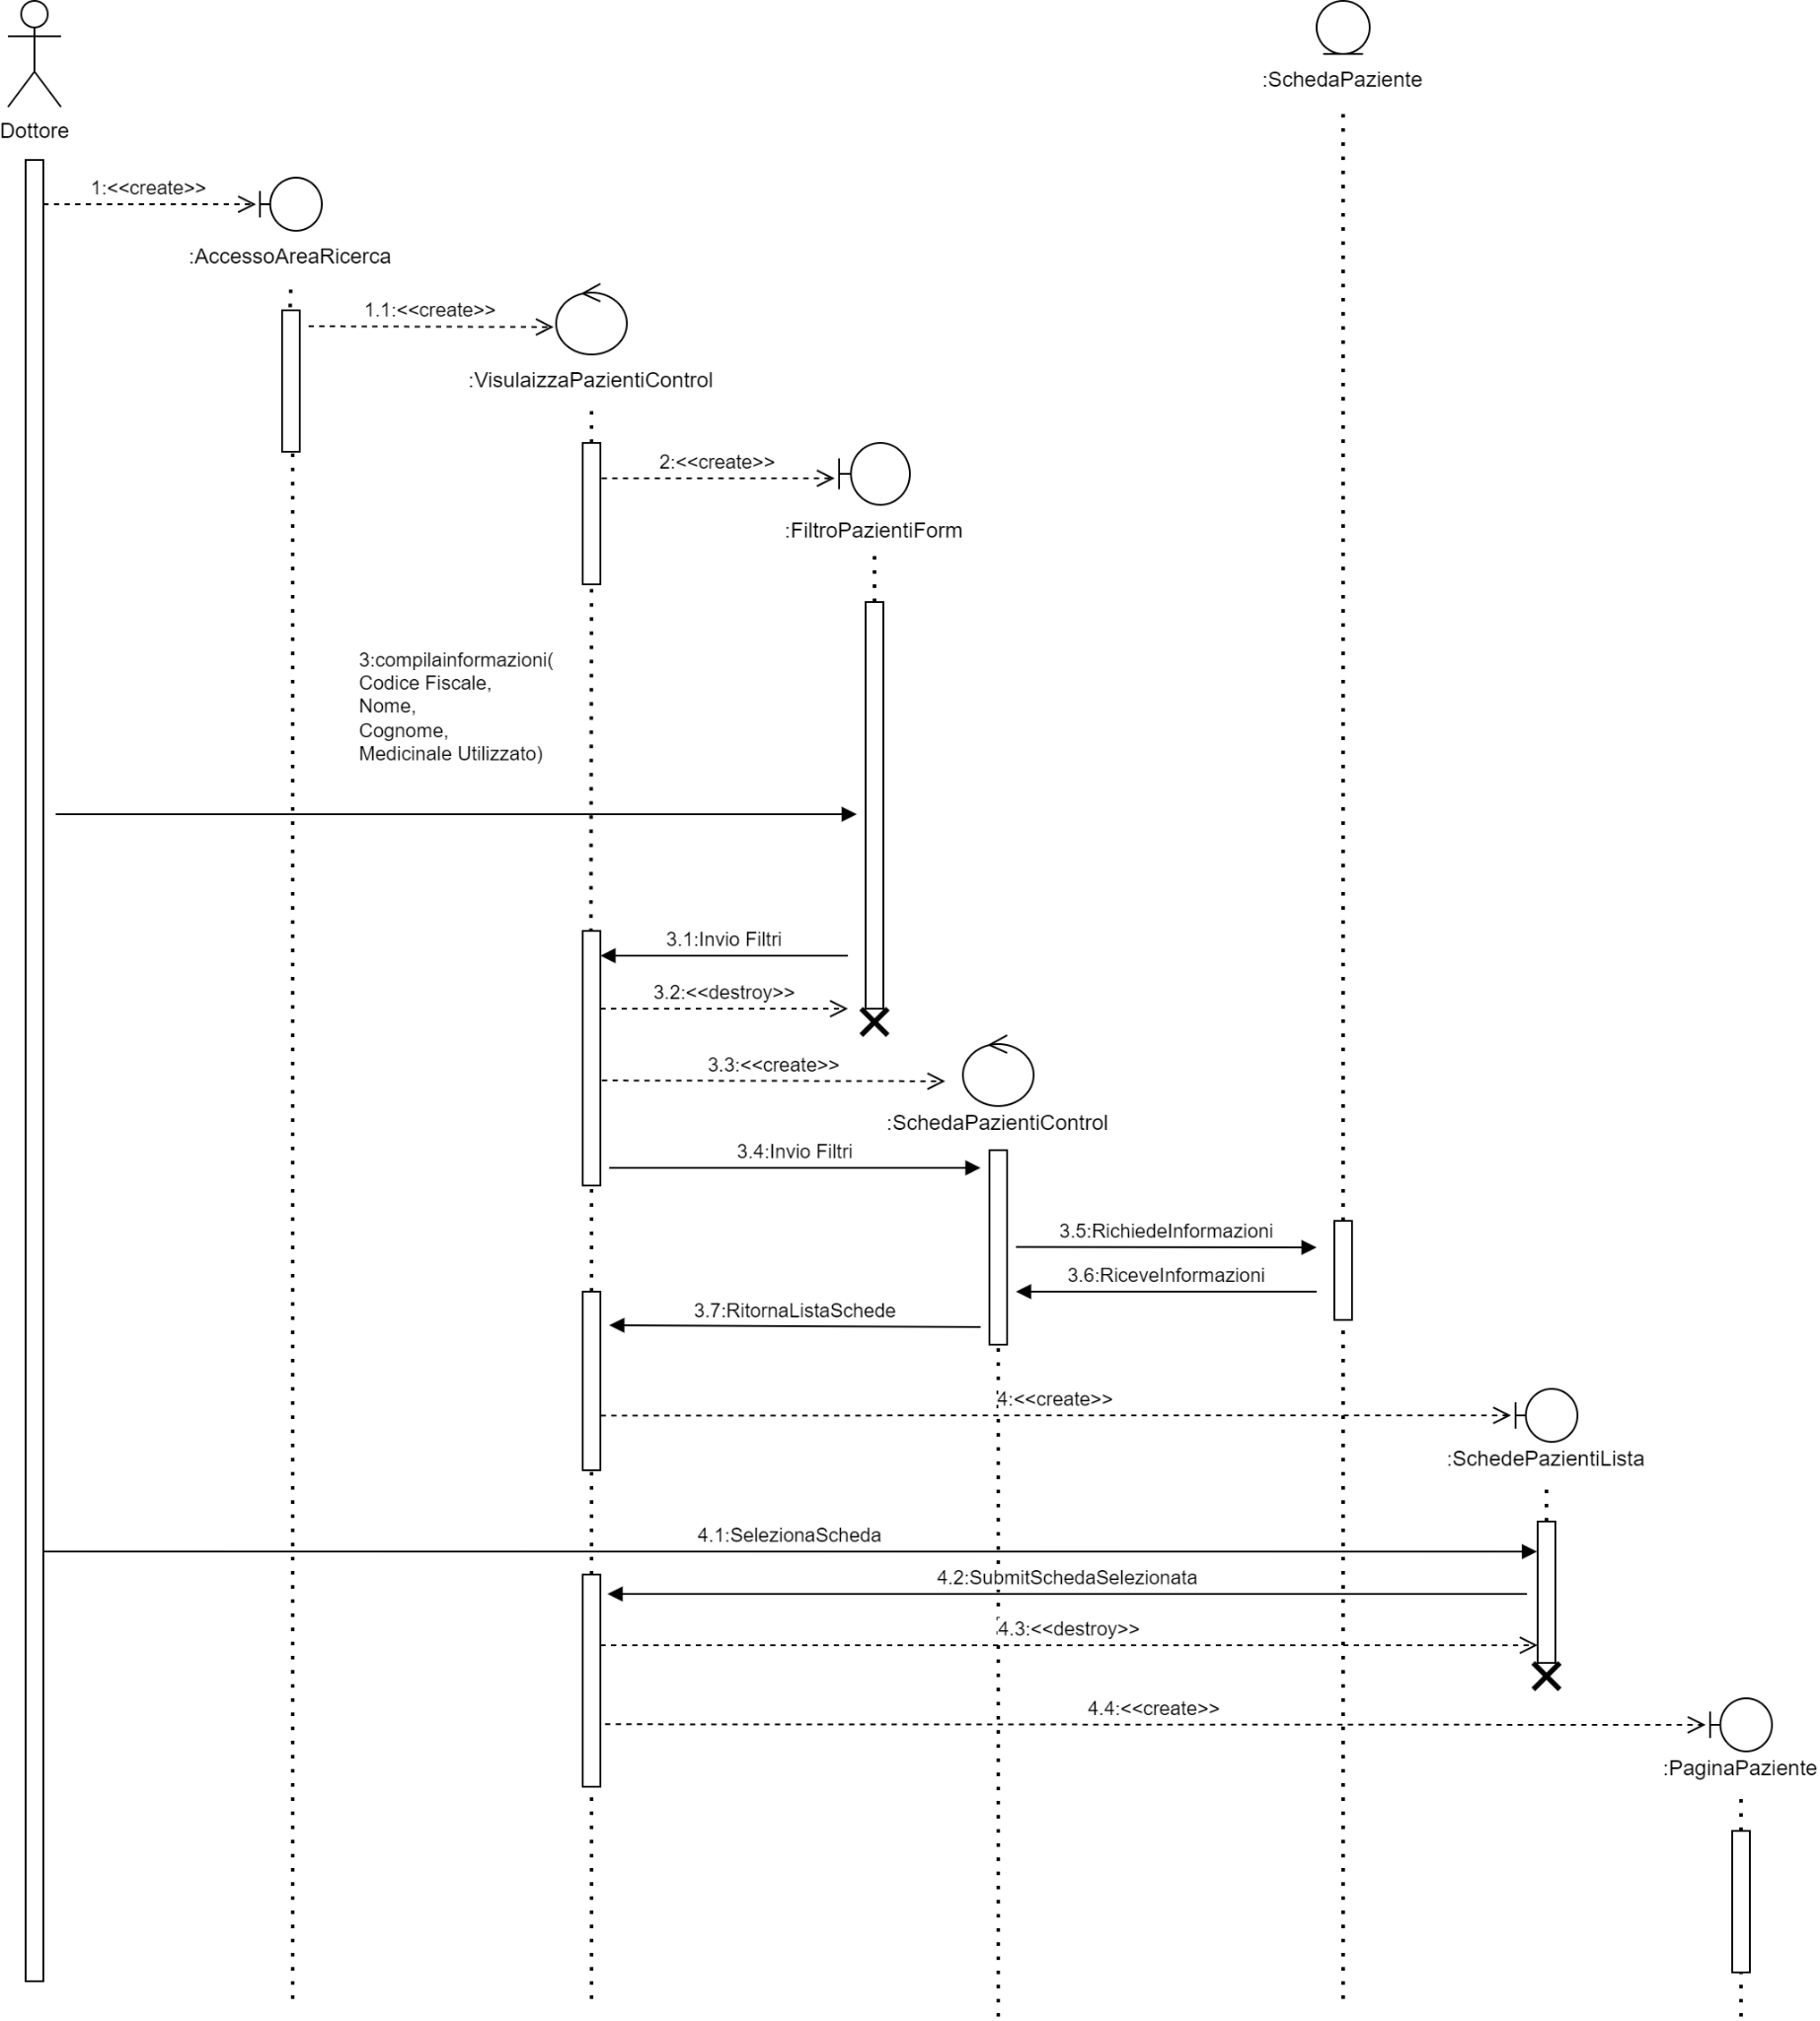 :SchedaPaziente
Dottore
1:<<create>>
:AccessoAreaRicerca
1.1:<<create>>
:VisulaizzaPazientiControl
2:<<create>>
:FiltroPazientiForm
3:compilainformazioni(
Codice Fiscale,
Nome,
Cognome,
Medicinale Utilizzato)
3.1:Invio Filtri
3.2:<<destroy>>
3.3:<<create>>
:SchedaPazientiControl
3.4:Invio Filtri
3.5:RichiedeInformazioni
3.6:RiceveInformazioni
3.7:RitornaListaSchede
4:<<create>>
:SchedePazientiLista
4.1:SelezionaScheda
4.2:SubmitSchedaSelezionata
4.3:<<destroy>>
4.4:<<create>>
:PaginaPaziente